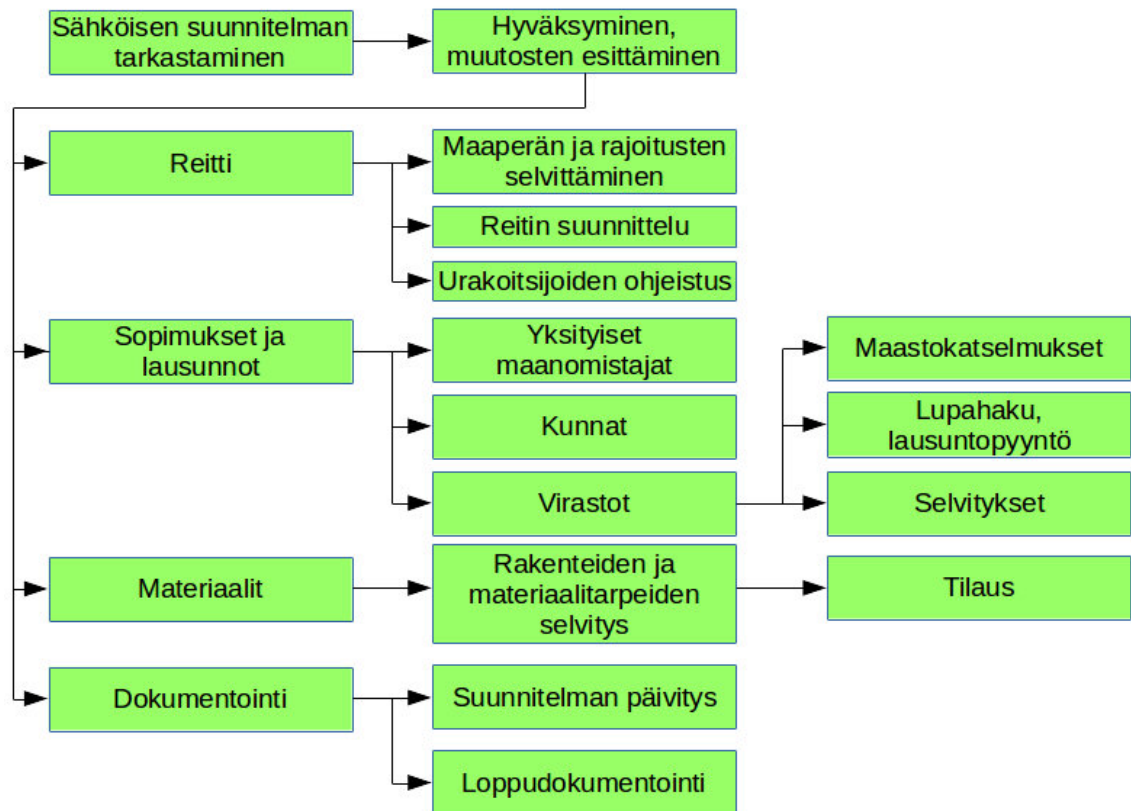 Sähköisen suunnitelman
tarkastaminen
Hyväksyminen,
muutosten esittäminen
Reitti
Maaperän ja rajoitusten
selvittäminen
Reitin suunnittelu
Urakoitsijoiden ohjeistus
Sopimukset ja
lausunnot
Yksityiset
maanomistajat
Kunnat
Virastot
Maastokatselmukset
Lupahaku,
lausuntopyyntö
Selvitykset
Materiaalit
Rakenteiden ja
materiaalitarpeiden
selvitys
Tilaus
Dokumentointi
Suunnitelman päivitys
Loppudokumentointi